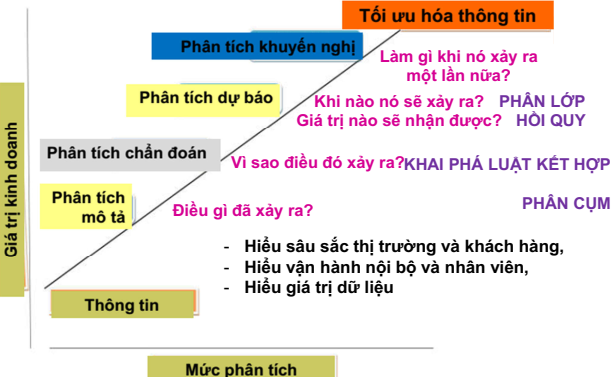 Tối ưu hóa thông tin
Phân tích khuyến nghị
Làm gì khi nó xảy ra
một lần nữa?
Phân tích dự báo
Khi nào nó sẽ xảy ra? PHÂN LỚP
Giá trị nào sẽ nhận được? HỒI QUY
Phân tích chẩn đoán
Vì sao điều đó xảy ra? KHAI PHÁ LUẬT KẾT HỢP
Phân tích
mô tả
Điều gì đã xảy ra?
PHÂN CỤM
- Hiểu sâu sắc thị trường và khách hàng,
- Hiểu vận hành nội bộ và nhân viên,
- Hiểu giá trị dữ liệu
Thông tin
Giá trị kinh doanh
Mức phân tích